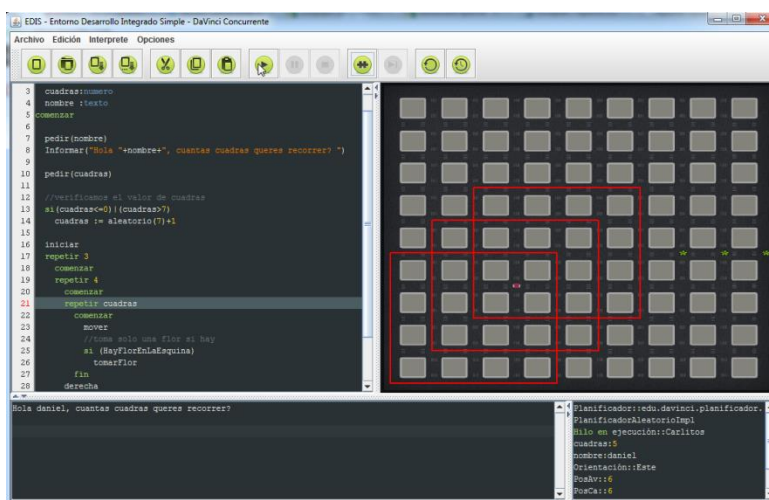 EDIS - Entorno Desarrollo Integrado Simple - DaVinci Concurrente
Archivo Edición Interprete Opciones
3 cuadras:numero
4 nombre :texto
5 comenzar
6
7 pedir(nombre)
8 Informar("Hola "+nombre+", cuantas cuadras queres recorrer? ")
9
10 pedir(cuadras)
11
12 //verificamos el valor de cuadras
13 si(cuadras<=0)|(cuadras>7)
14 cuadras := aleatorio(7)+1
15
16 iniciar
17 repetir 3
18 comenzar
19 repetir 4
20 comenzar
21 repetir cuadras
22 comenzar
23 mover
24 //toma solo una flor si hay
25 si (HayFlorEnLaEsquina)
26 tomarFlor
27 fin
28 derecha
Hola daniel, cuantas cuadras queres recorrer?
Planificador::edu.davinci.planificador.
PlanificadorAleatorioImpl
Hilo en ejecución::Carlitos
cuadras:5
nombre:daniel
Orientación::Este
PosAv::6
PosCa::6